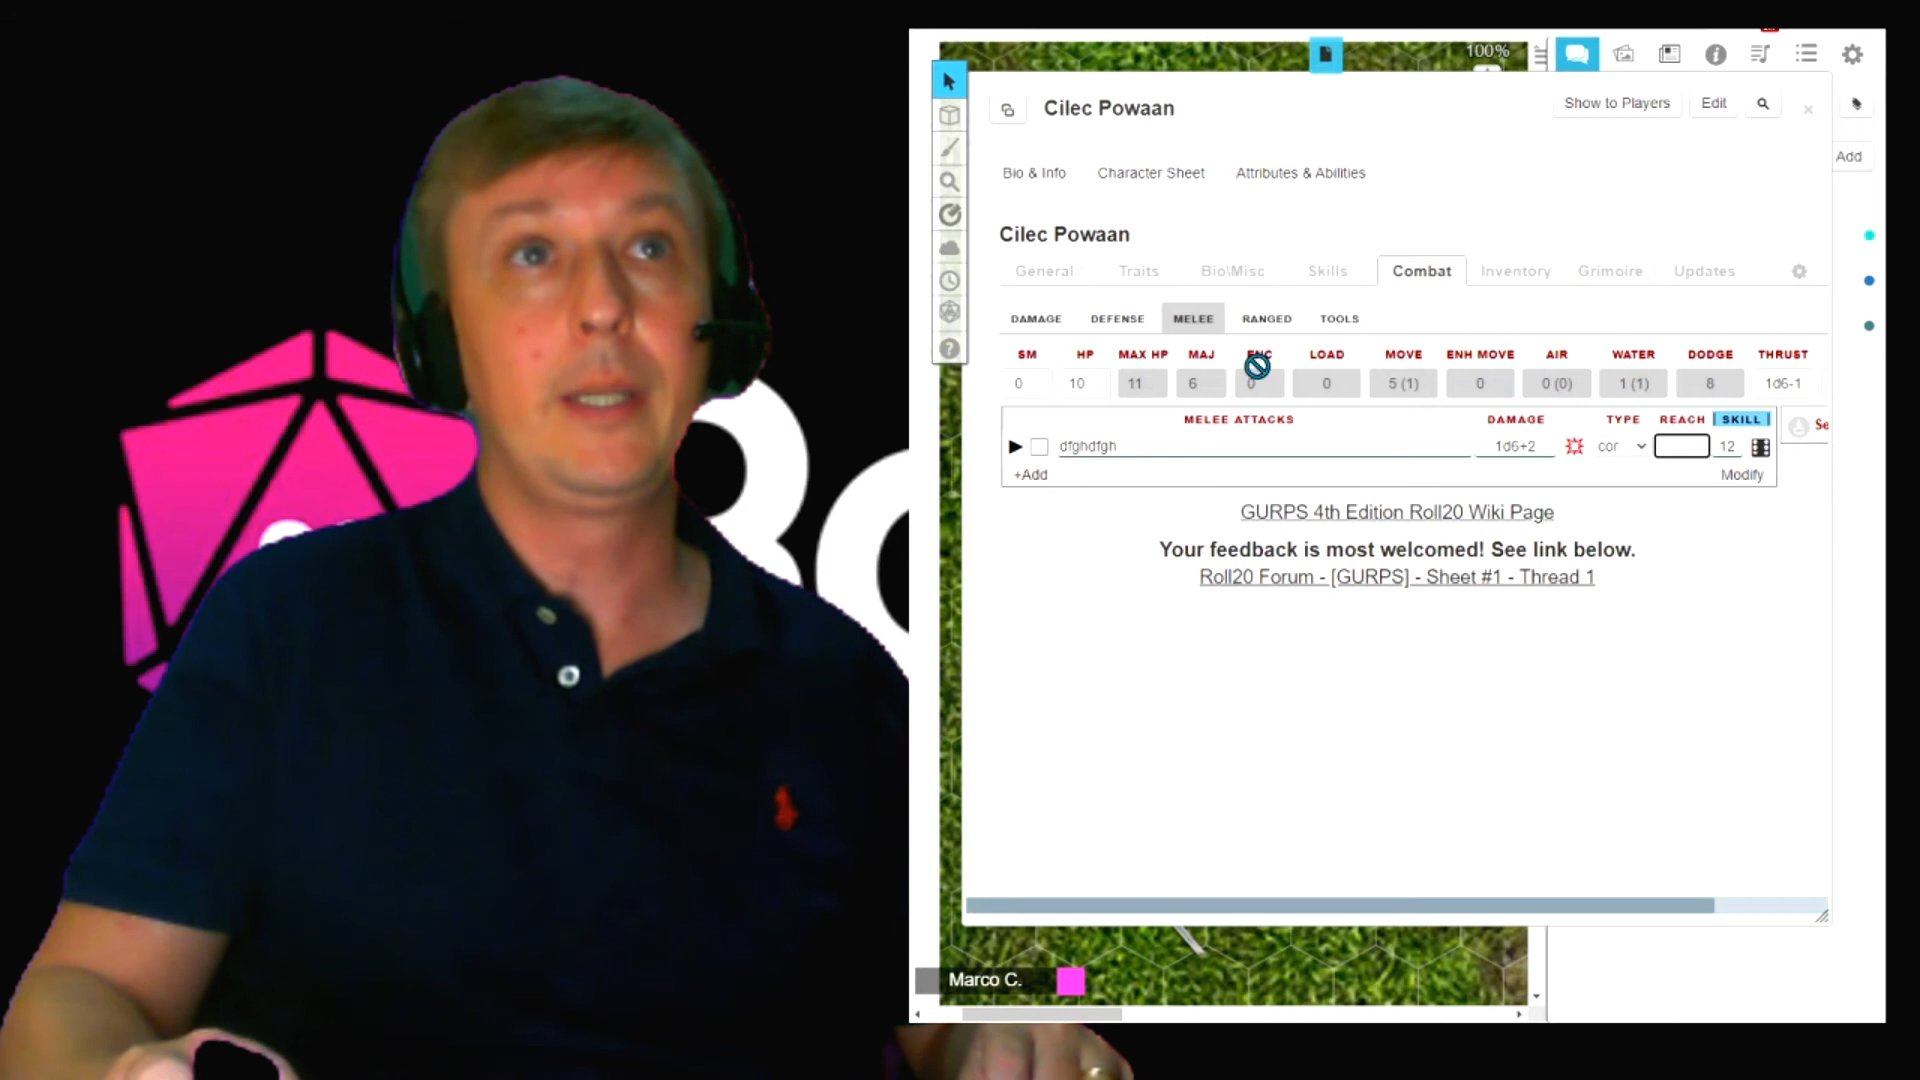 100%
Cilec Powaan
Show to Players
Edit
Add
Bio & Info
Character Sheet
Attributes & Abilities
Cilec Powaan
General
Traits
Bio\Misc
Skills
Combat
Inventory
Grimoire
Updates
DAMAGE
DEFENSE
MELEE
RANGED
TOOLS
SM HP MAX HP MAJ ENC LOAD MOVE ENH MOVE AIR WATER DODGE THRUST
0 10 11 6 0 0 5 (1) 0 0 (0) 1 (1) 8 1d6-1
MELEE ATTACKS DAMAGE TYPE REACH SKILL
Se
dfghdfgh 1d6+2 cor 12
+Add
Modify
GURPS 4th Edition Roll20 Wiki Page
Your feedback is most welcomed! See link below.
Roll20 Forum - [GURPS] - Sheet #1 - Thread 1
Marco C.